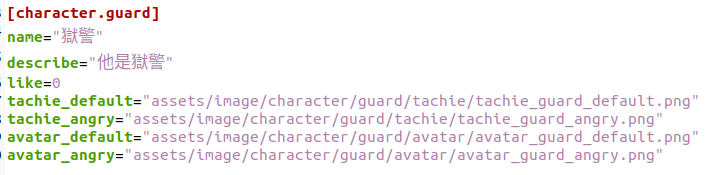 [character.guard]
name="獄警"
describe="他是獄警"
like=0
tachie_default="assets/image/character/guard/tachie/tachie_guard_default.png"
tachie_angry="assets/image/character/guard/tachie/tachie_guard_angry.png"
avatar_default="assets/image/character/guard/avatar/avatar_guard_default.png"
avatar_angry="assets/image/character/guard/avatar/avatar_guard_angry.png"